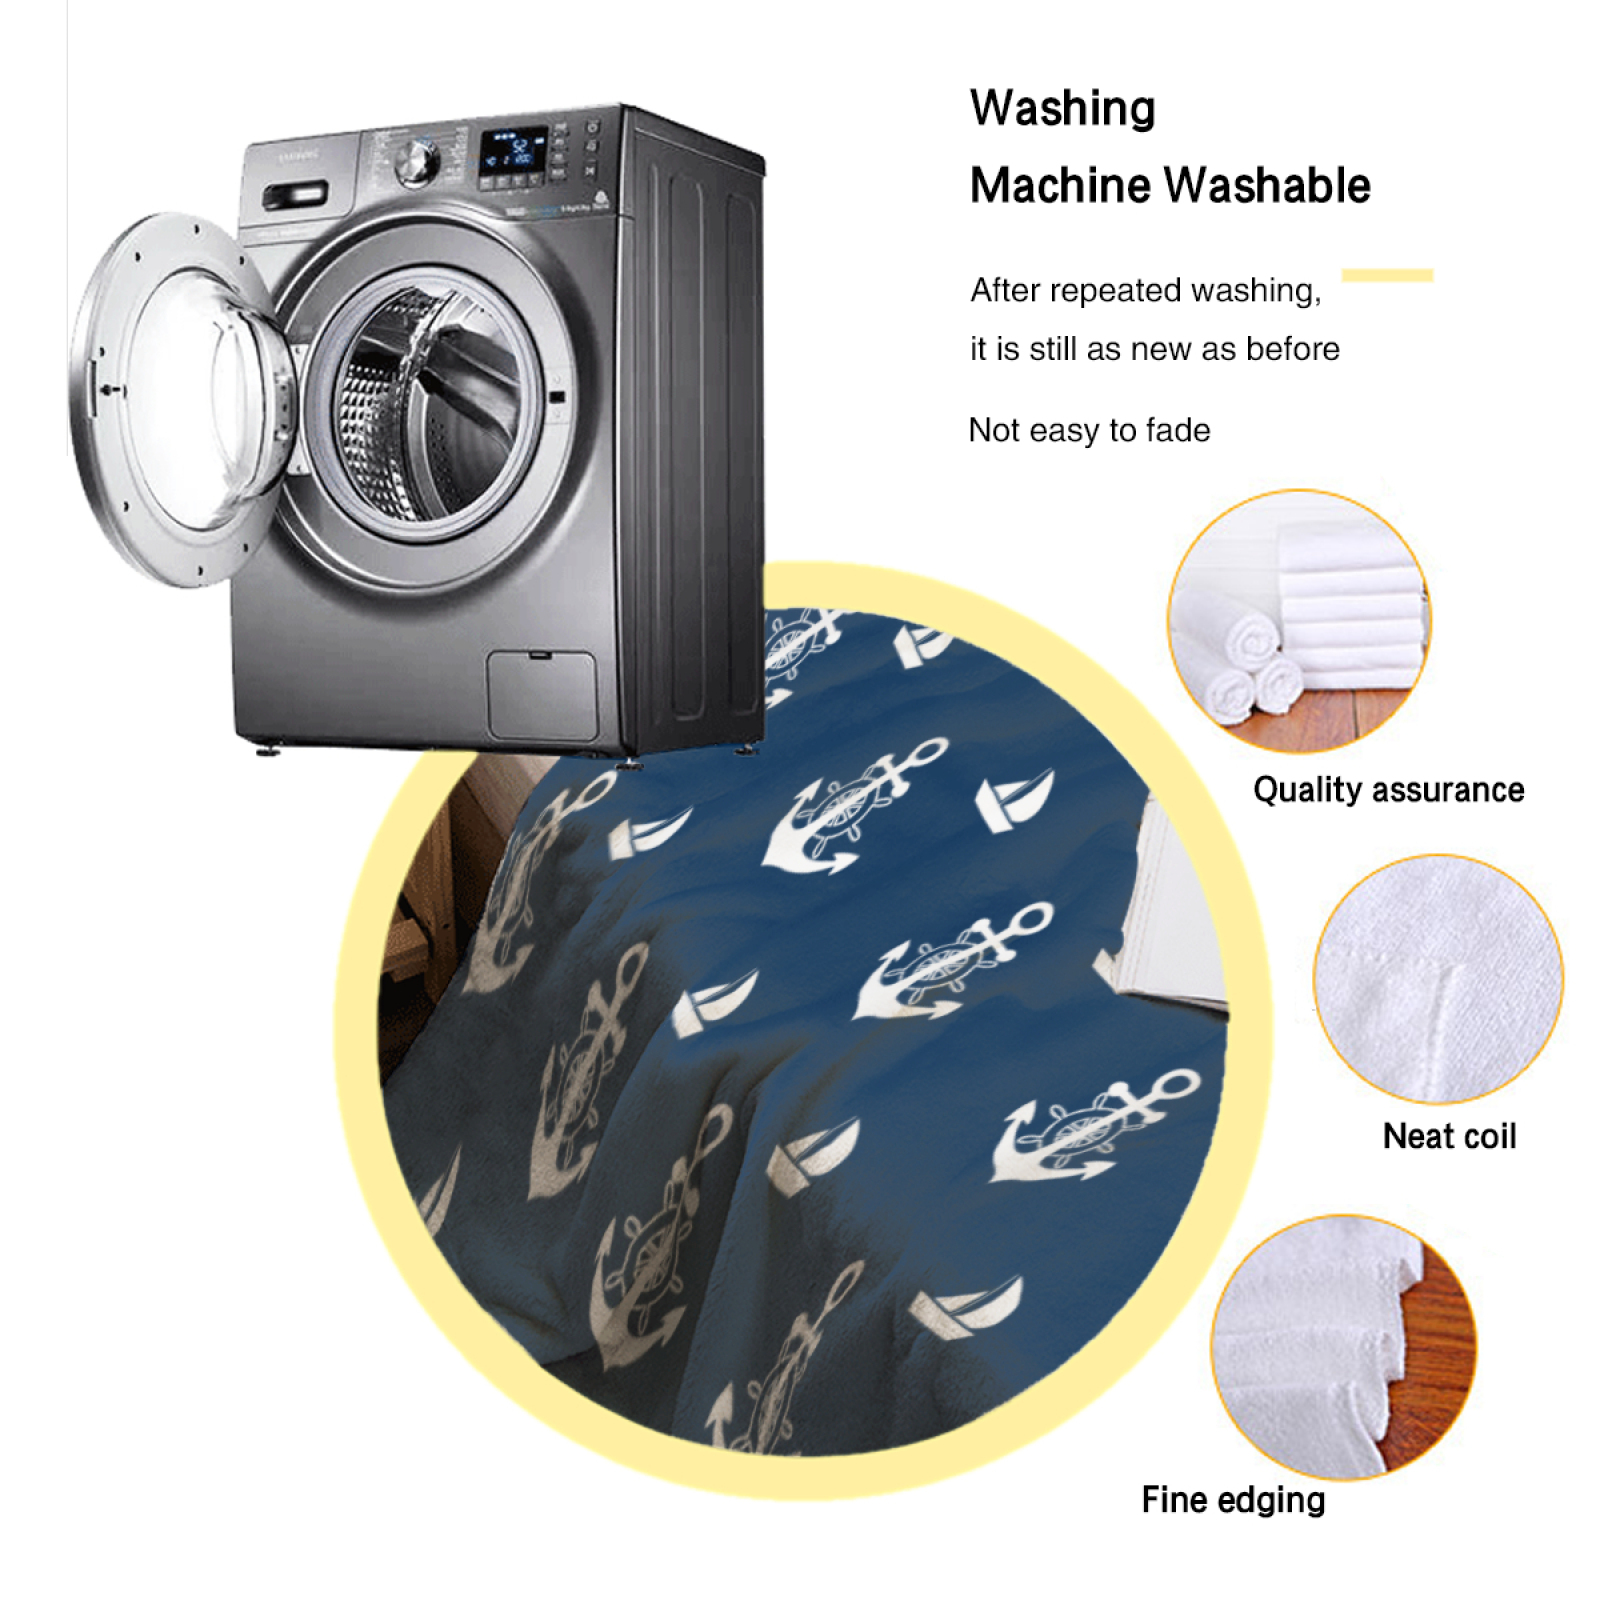 Washing
Machine Washable
After repeated washing,
it is still as new as before
Not easy to fade
Quality assurance
Neat coil
Fine edging